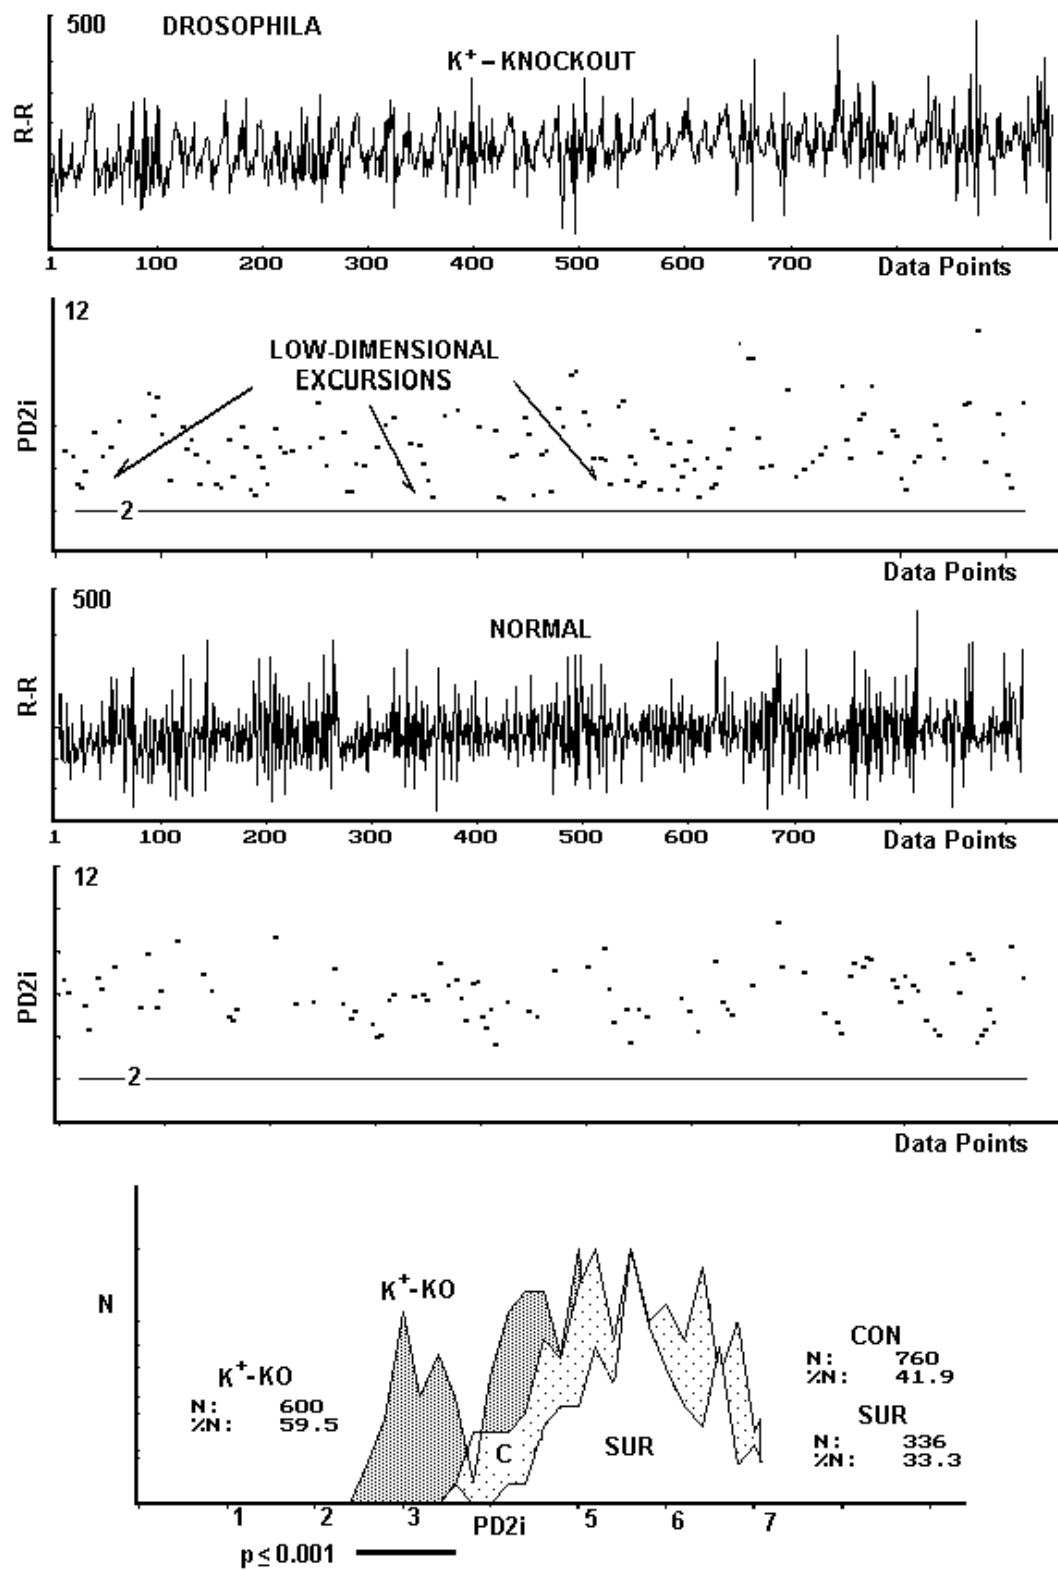 500 DROSOPHILA
K+ – KNOCKOUT
R-R
1 100 200 300 400 500 600 700 Data Points
12
LOW-DIMENSIONAL
EXCURSIONS
PD2i
2
Data Points
500
NORMAL
R-R
1 100 200 300 400 500 600 700 Data Points
12
PD2i
2
Data Points
N
K+-KO
K+-KO
N: 600
%N: 59.5
CON
N: 760
%N: 41.9
SUR
N: 336
%N: 33.3
C
SUR
1 2 3 PD2i 5 6 7
p ≤ 0.001